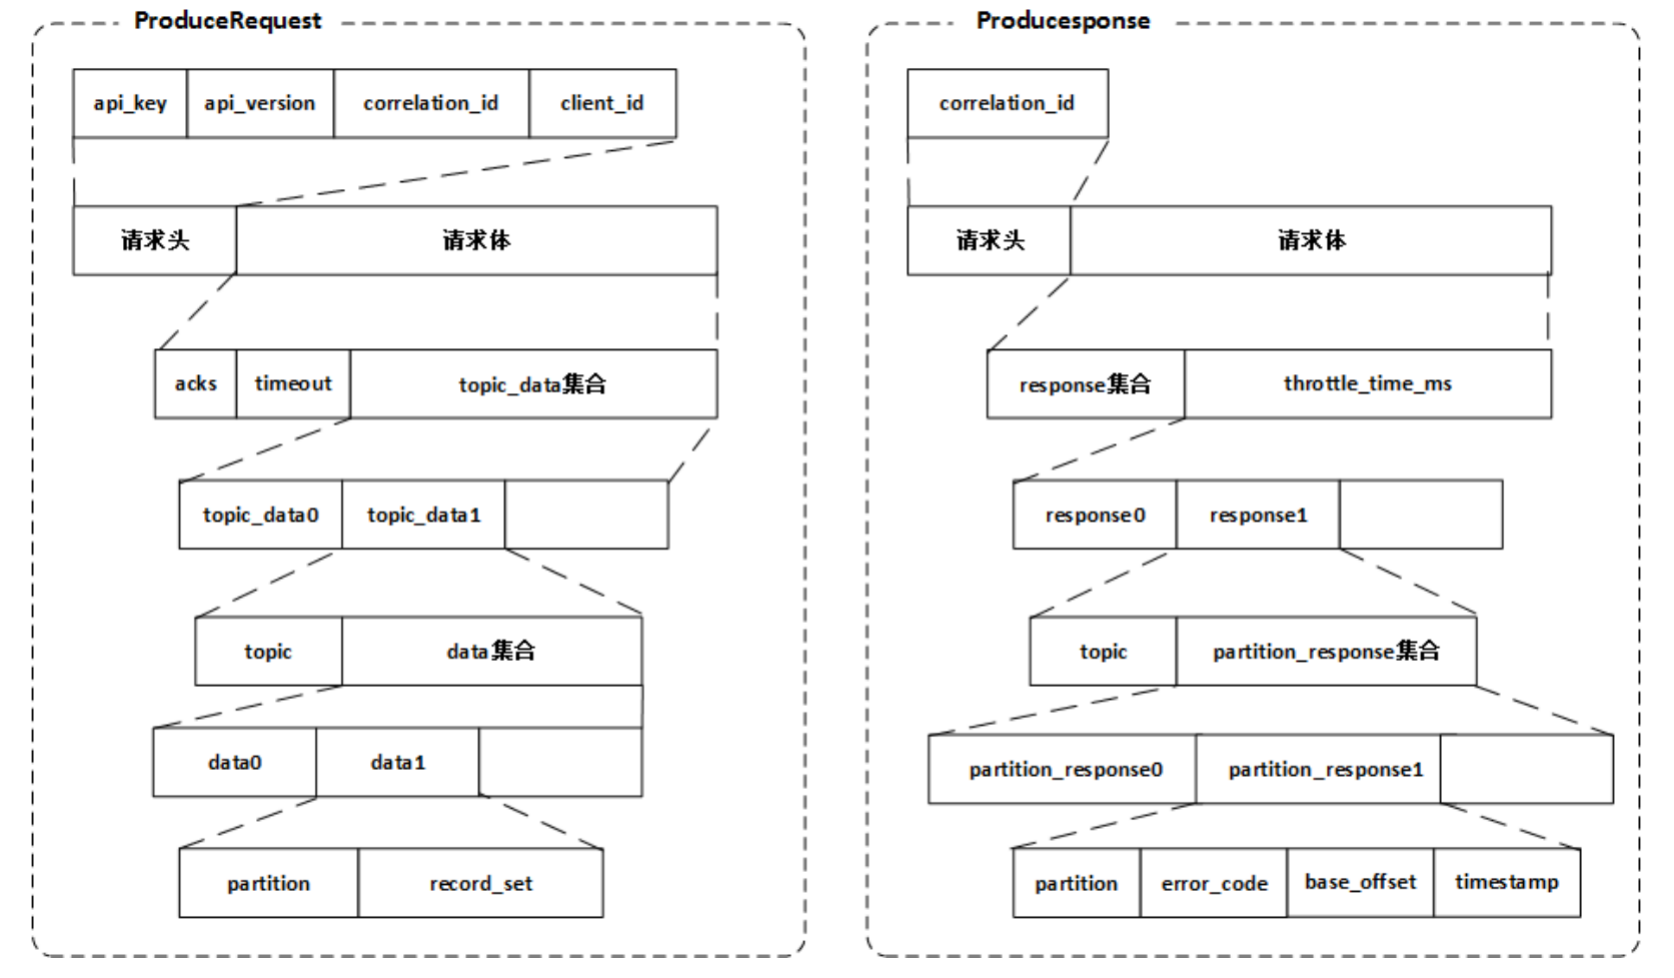 ProduceRequest
api_key api_version correlation_id client_id
请求头 请求体
acks timeout topic_data集合
topic_data0 topic_data1
topic data集合
data0 data1
partition record_set
Producesponse
correlation_id
请求头 请求体
response集合 throttle_time_ms
response0 response1
topic partition_response集合
partition_response0 partition_response1
partition error_code base_offset timestamp